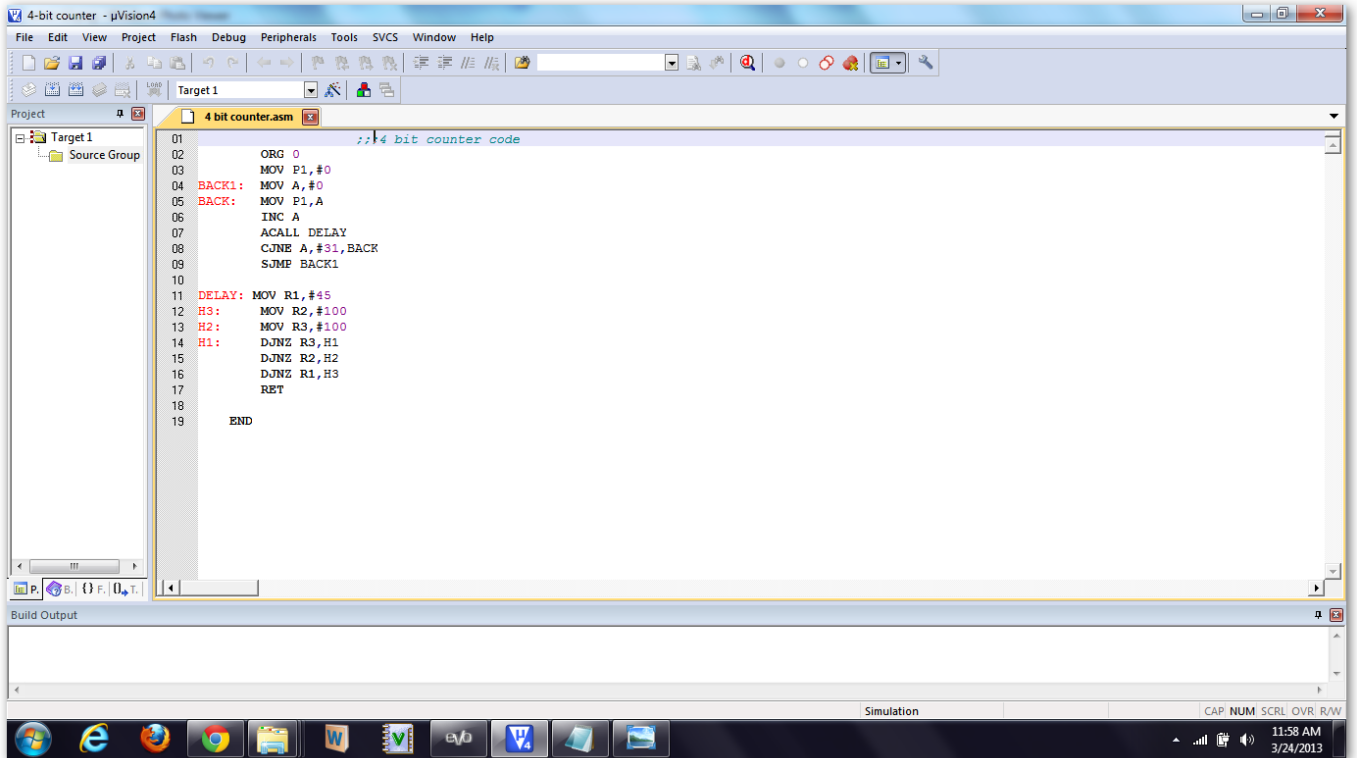 4-bit counter - µVision4
File Edit View Project Flash Debug Peripherals Tools SVCS Window Help
LOAD Target 1
Project
4 bit counter.asm
Target 1
Source Group
01 ;;;4 bit counter code
02 ORG 0
03 MOV P1,#0
04 BACK1: MOV A,#0
05 BACK: MOV P1,A
06 INC A
07 ACALL DELAY
08 CJNE A,#31,BACK
09 SJMP BACK1
10
11 DELAY: MOV R1,#45
12 H3: MOV R2,#100
13 H2: MOV R3,#100
14 H1: DJNZ R3,H1
15 DJNZ R2,H2
16 DJNZ R1,H3
17 RET
18
19 END
P. B. {} F. 0 T.
Build Output
Simulation CAP NUM SCRL OVR R/W
evo
11:58 AM
3/24/2013